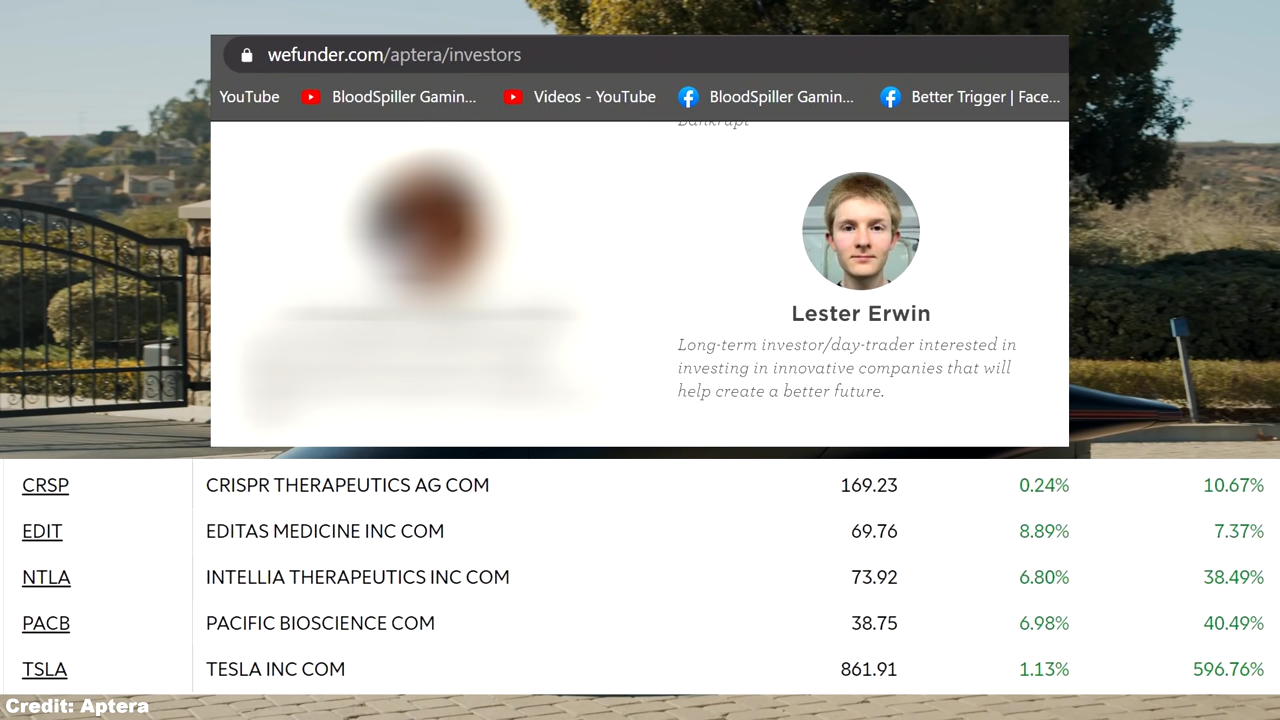 wefunder.com/aptera/investors
YouTube BloodSpiller Gamin... Videos - YouTube BloodSpiller Gamin... Better Trigger | Face...
Bankrupt
Lester Erwin
Long-term investor/day-trader interested in
investing in innovative companies that will
help create a better future.
CRSP CRISPR THERAPEUTICS AG COM 169.23 0.24% 10.67%
EDIT EDITAS MEDICINE INC COM 69.76 8.89% 7.37%
NTLA INTELLIA THERAPEUTICS INC COM 73.92 6.80% 38.49%
PACB PACIFIC BIOSCIENCE COM 38.75 6.98% 40.49%
TSLA TESLA INC COM 861.91 1.13% 596.76%
Credit: Aptera